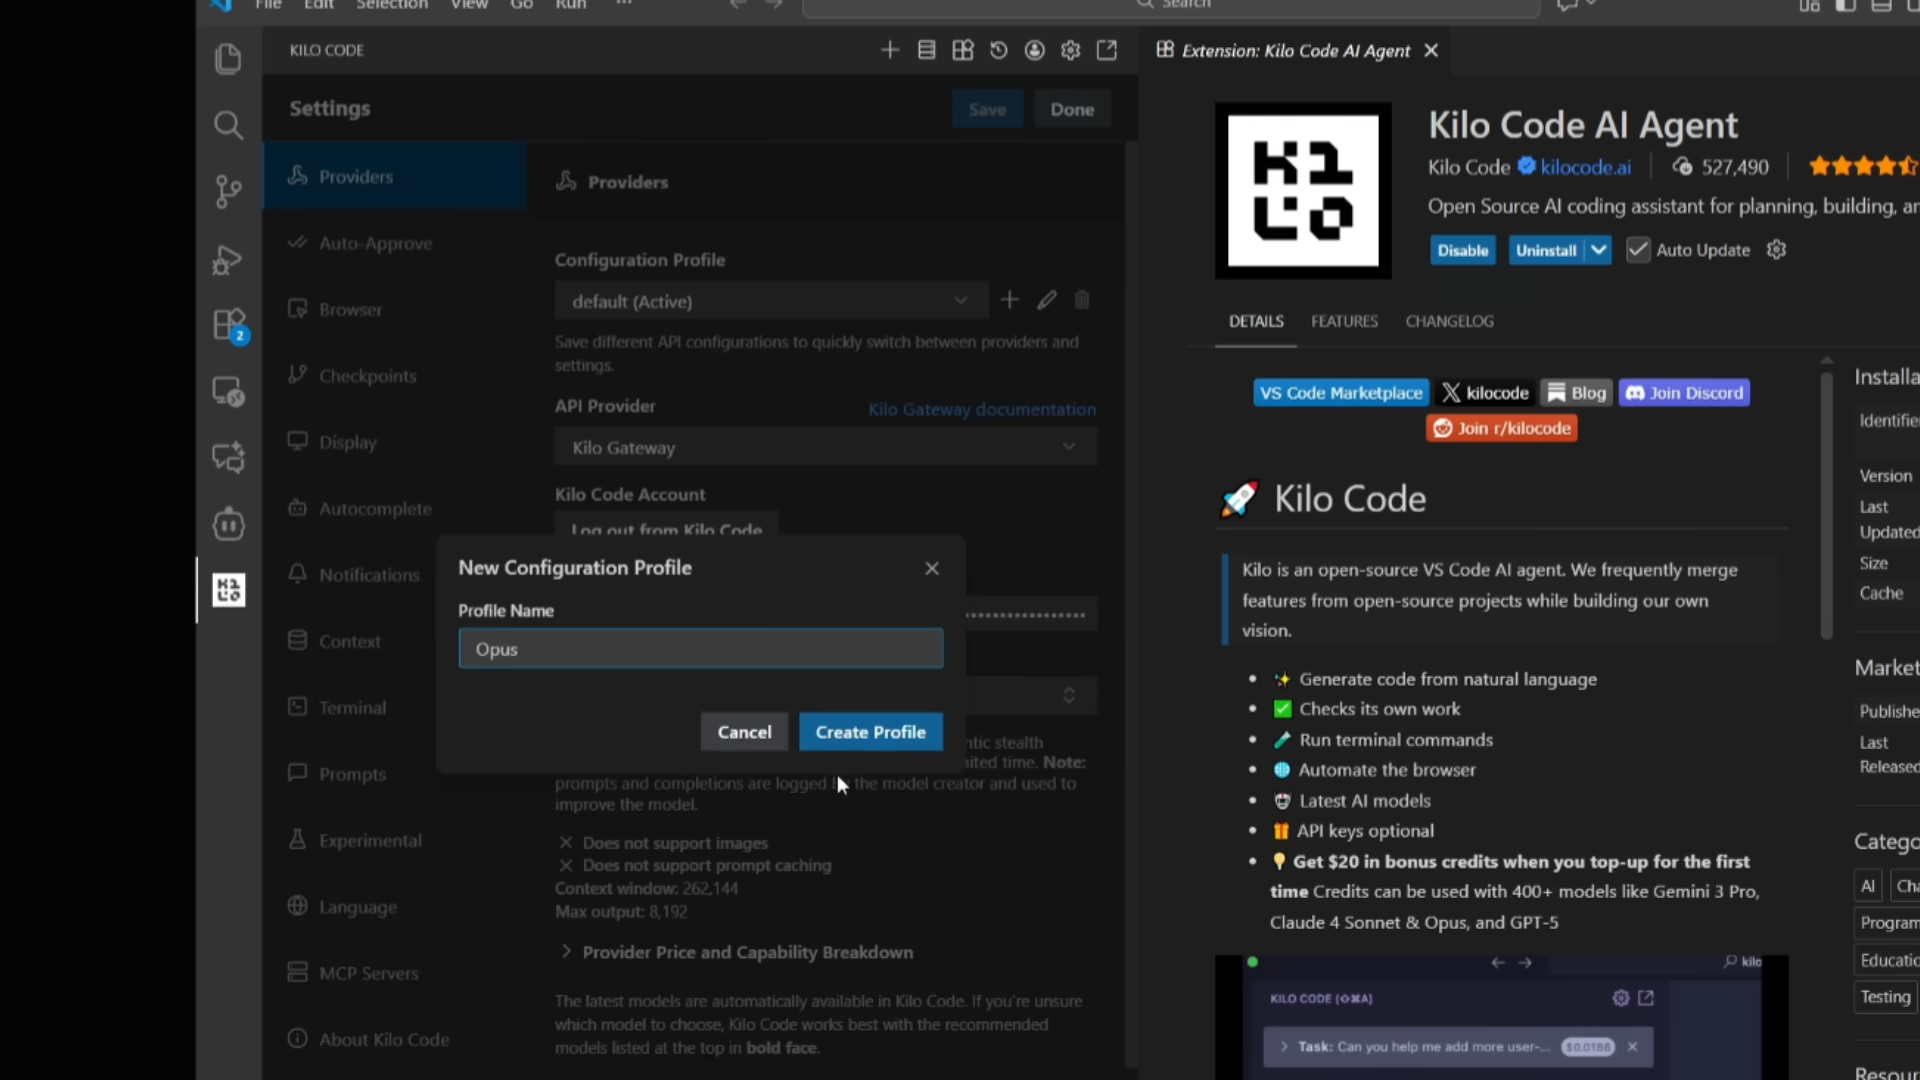 File Edit Selection View Go Run ···
Search
KILO CODE
Settings
Save
Done
Providers
Auto-Approve
Browser
Checkpoints
Display
Autocomplete
Notifications
Context
Terminal
Prompts
Experimental
Language
MCP Servers
About Kilo Code
2
Providers
Configuration Profile
default (Active)
Save different API configurations to quickly switch between providers and
settings.
API Provider
Kilo Gateway documentation
Kilo Gateway
Kilo Code Account
Log out from Kilo Code
New Configuration Profile
Profile Name
Opus
Cancel
Create Profile
stealth
time. Note:
prompts and completions are logged the model creator and used to
improve the model.
Does not support images
Does not support prompt caching
Context window: 262,144
Max output: 8,192
Provider Price and Capability Breakdown
The latest models are automatically available in Kilo Code. If you're unsure
which model to choose, Kilo Code works best with the recommended
models listed at the top in bold face.
Extension: Kilo Code AI Agent
K1LO
Kilo Code AI Agent
Kilo Code kilocode.ai 527,490
Open Source AI coding assistant for planning, building,
Disable
Uninstall
Auto Update
DETAILS
FEATURES
CHANGELOG
VS Code Marketplace
X kilocode
Blog
Join Discord
Join r/kilocode
Kilo Code
Kilo is an open-source VS Code AI agent. We frequently merge
features from open-source projects while building our own
vision.
• ✨ Generate code from natural language
• ✅ Checks its own work
• 🧪 Run terminal commands
• 🌐 Automate the browser
• 🤖 Latest AI models
• 🎁 API keys optional
• 💡 Get $20 in bonus credits when you top-up for the first
time Credits can be used with 400+ models like Gemini 3 Pro,
Claude 4 Sonnet & Opus, and GPT-5
kilo
KILO CODE (⇧⌘A)
Task: Can you help me add more user-... $0.0186
Version
Last
Updated
Size
Cache
Last
Released
AI
Testing